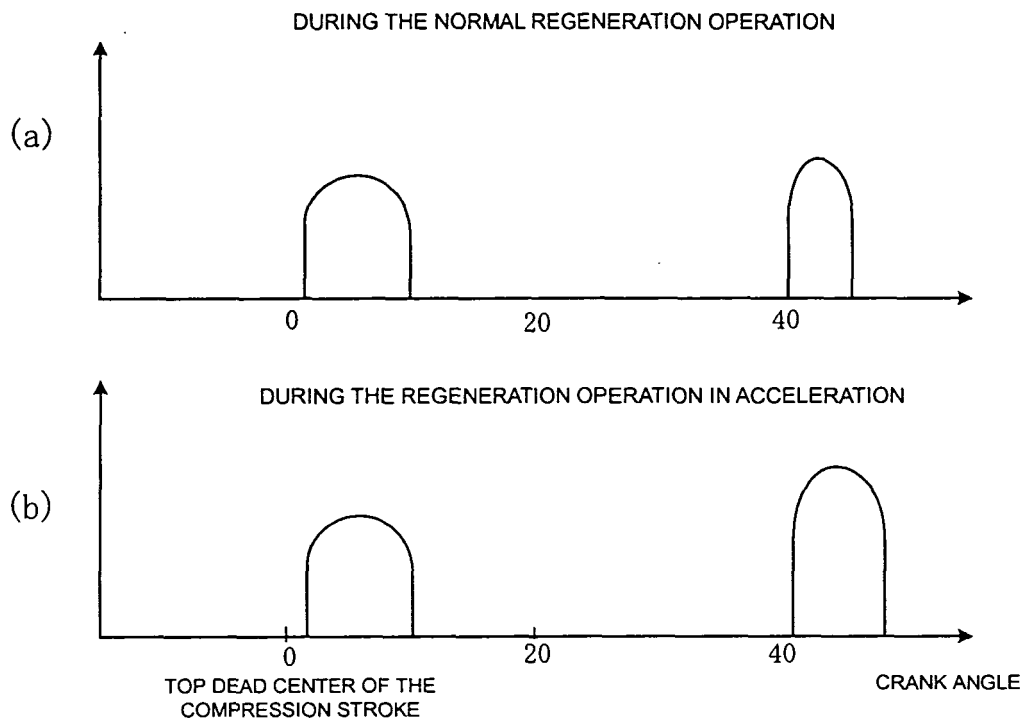 DURING THE NORMAL REGENERATION OPERATION
(a)
0 20 40
DURING THE REGENERATION OPERATION IN ACCELERATION
(b)
0 20 40
TOP DEAD CENTER OF THE
COMPRESSION STROKE
CRANK ANGLE